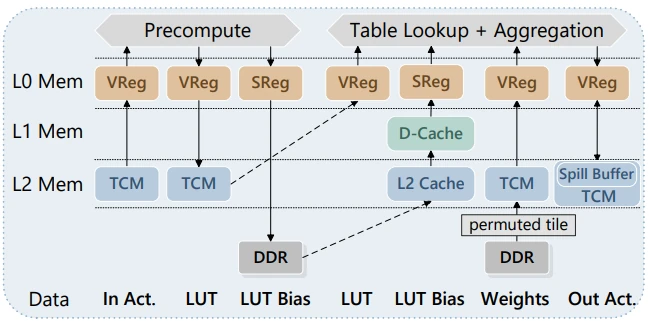 Precompute
Table Lookup + Aggregation
L0 Mem VReg VReg SReg VReg SReg VReg VReg
L1 Mem D-Cache
L2 Mem TCM TCM L2 Cache TCM Spill Buffer
TCM
permuted tile
DDR DDR
Data In Act. LUT LUT Bias LUT LUT Bias Weights Out Act.